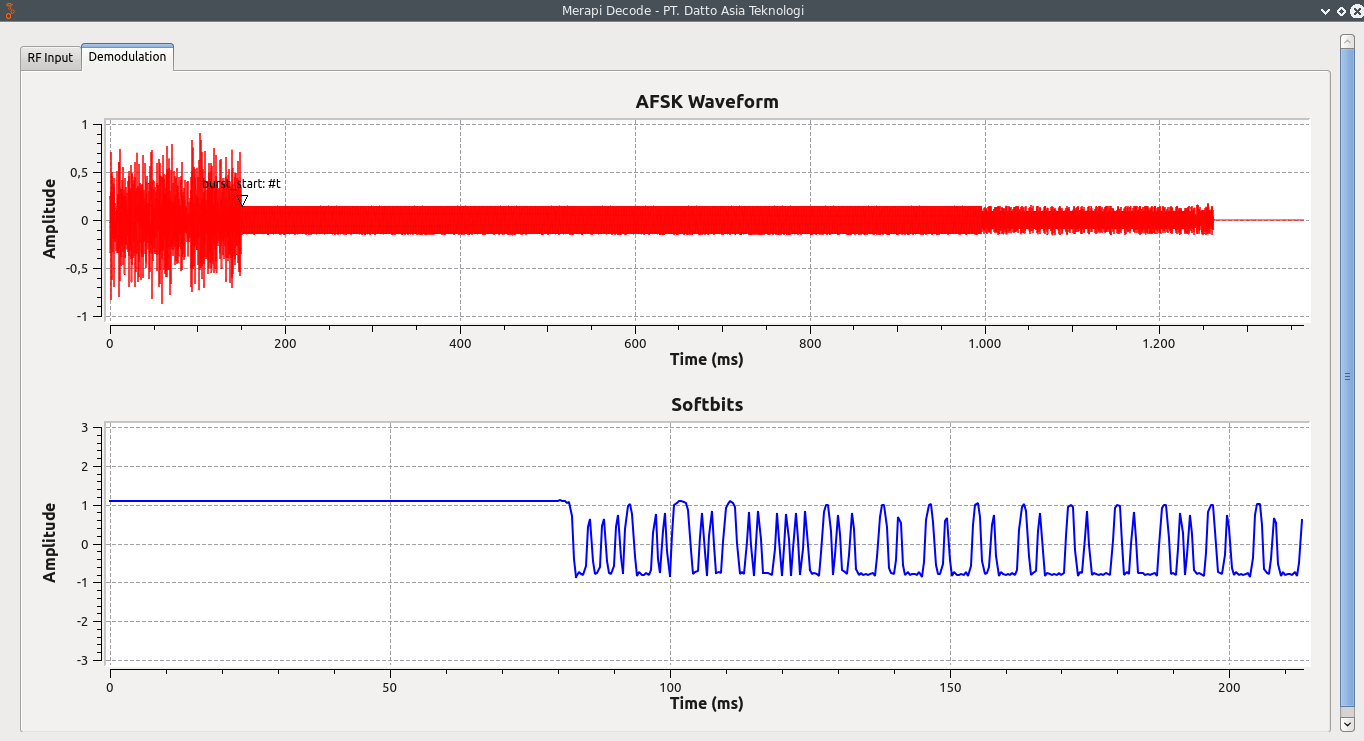 Merapi Decode - PT. Datto Asia Teknologi
RF Input
Demodulation
AFSK Waveform
Amplitude
1
0,5
0
-0,5
-1
burst_start: #t
0 200 400 600 800 1.000 1.200
Time (ms)
Softbits
Amplitude
3
2
1
0
-1
-2
-3
0 50 100 150 200
Time (ms)